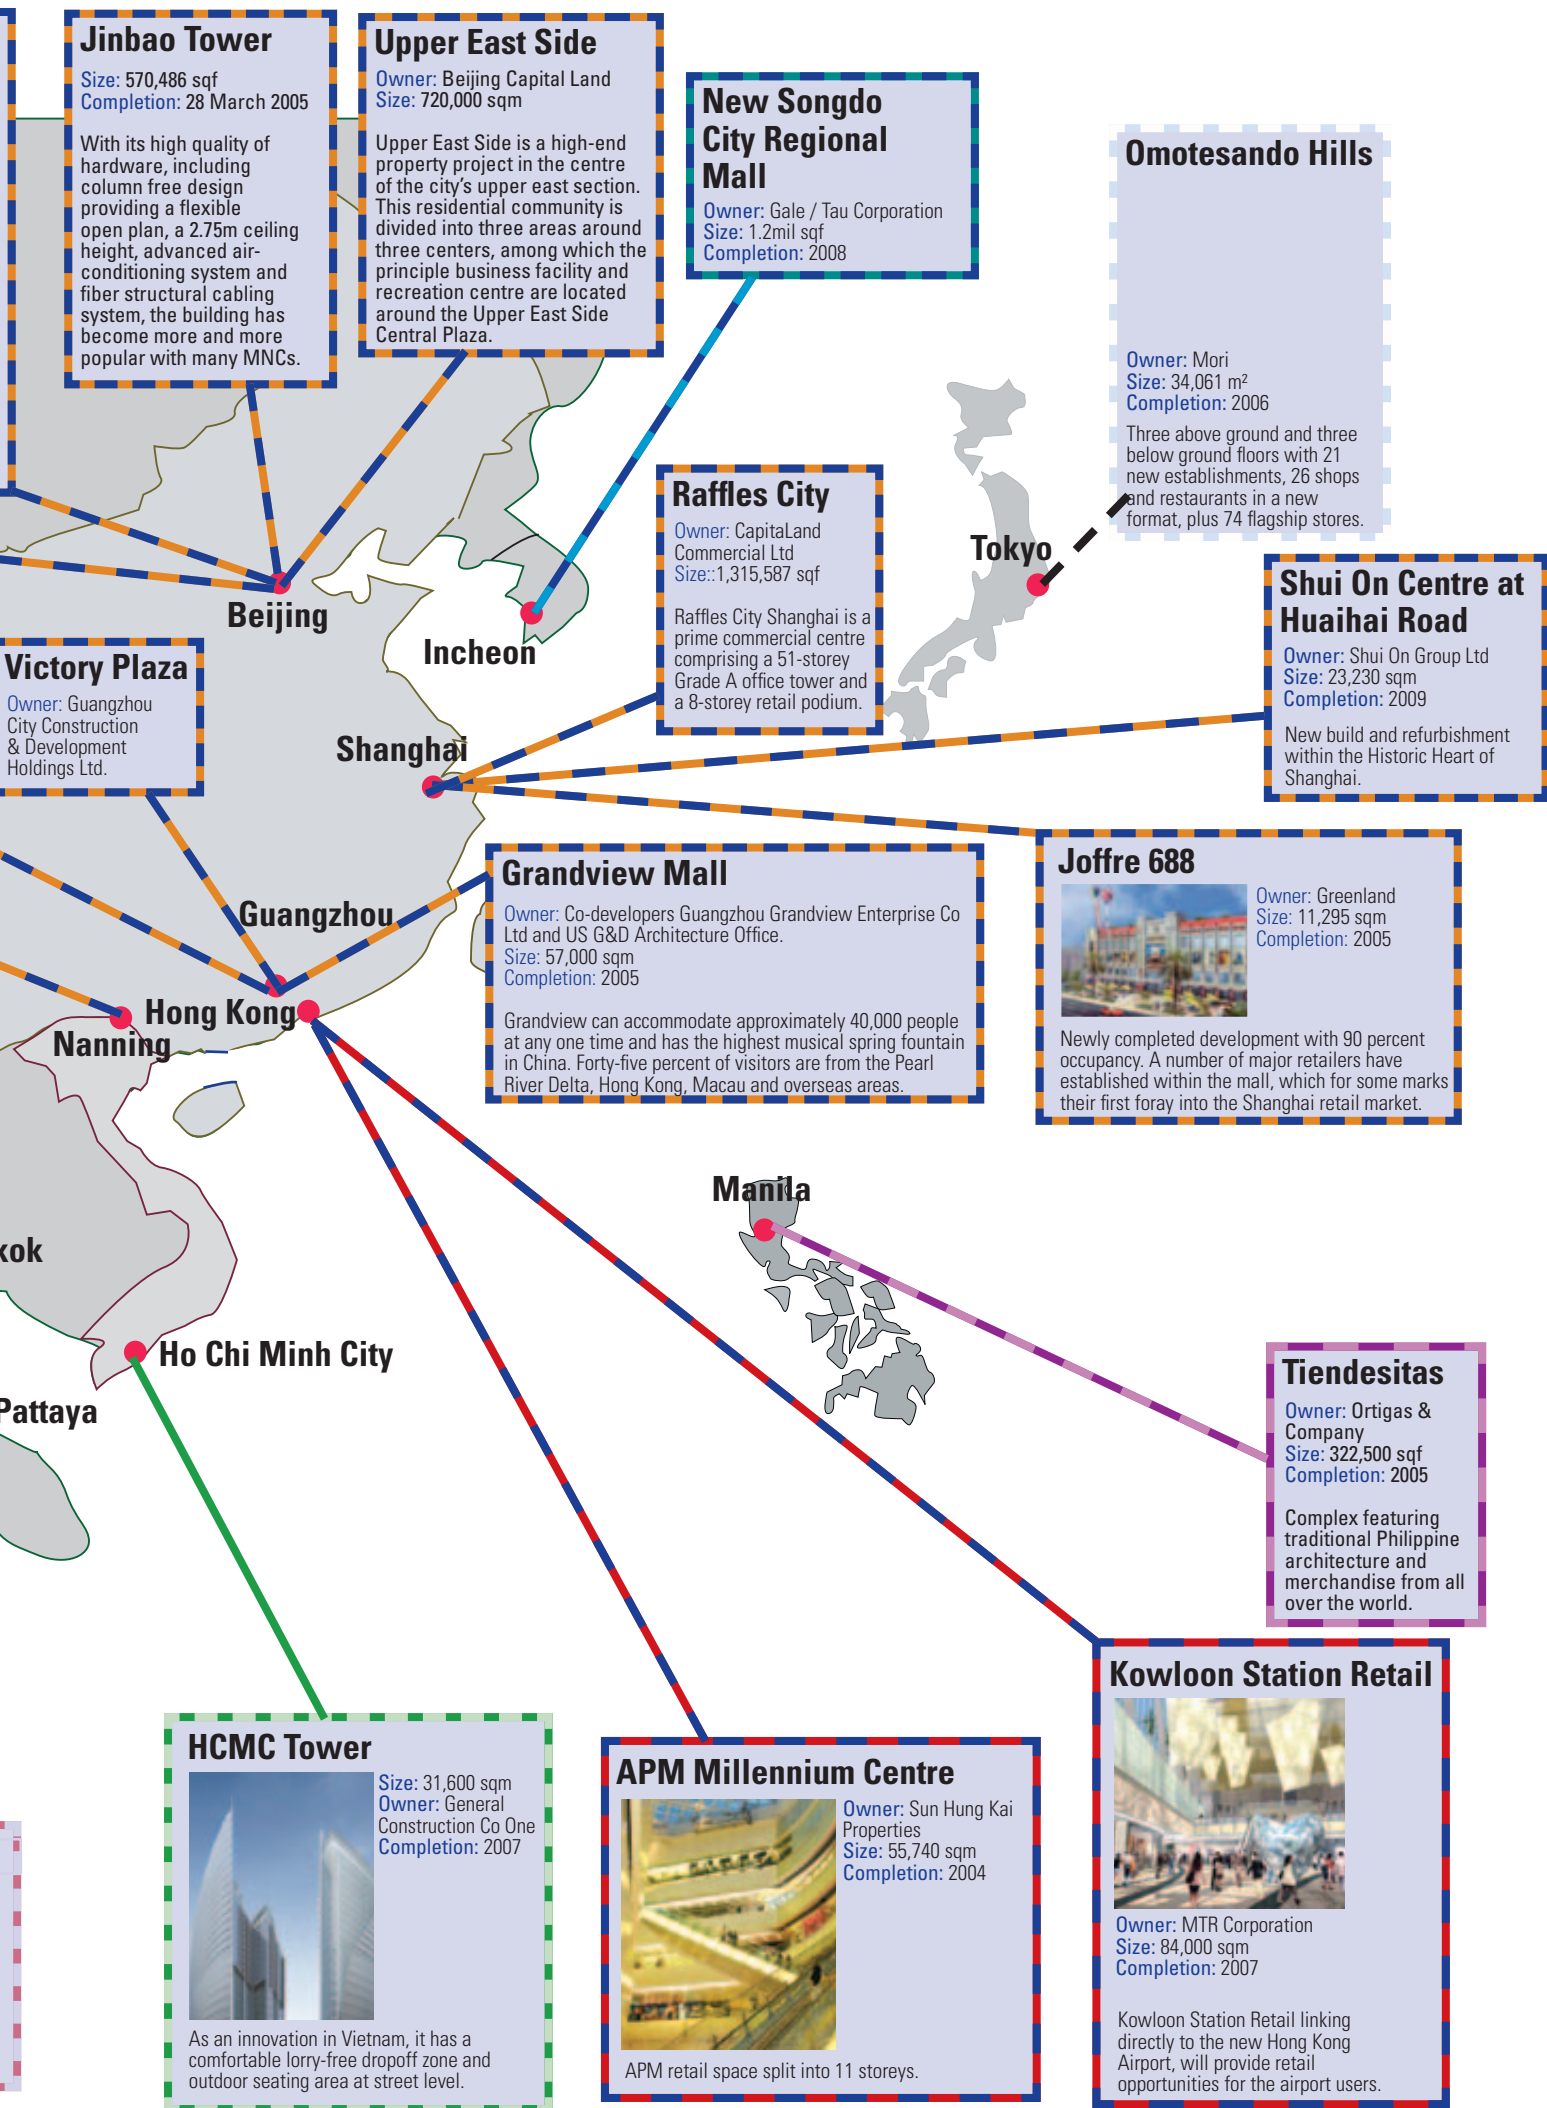 Jinbao Tower
Size: 570,486 sqf
Completion: 28 March 2005
With its high quality of
hardware, including
column free design
providing a flexible
open plan, a 2.75m ceiling
height, advanced air-
conditioning system and
fiber structural cabling
system, the building has
become more and more
popular with many MNCs.
Upper East Side
Owner: Beijing Capital Land
Size: 720,000 sqm
Upper East Side is a high-end
property project in the centre
of the city's upper east section.
This residential community is
divided into three areas around
three centers, among which the
principle business facility and
recreation centre are located
around the Upper East Side
Central Plaza.
New Songdo
City Regional
Mall
Owner: Gale / Tau Corporation
Size: 1.2mil sqf
Completion: 2008
Omotesando Hills
Owner: Mori
Size: 34,061 m²
Completion: 2006
Three above ground and three
below ground floors with 21
new establishments, 26 shops
and restaurants in a new
format, plus 74 flagship stores.
Raffles City
Owner: CapitaLand
Commercial Ltd
Size::1,315,587 sqf
Raffles City Shanghai is a
prime commercial centre
comprising a 51-storey
Grade A office tower and
a 8-storey retail podium.
Tokyo
Beijing
Incheon
Shui On Centre at
Huaihai Road
Owner: Shui On Group Ltd
Size: 23,230 sqm
Completion: 2009
New build and refurbishment
within the Historic Heart of
Shanghai.
Victory Plaza
Owner: Guangzhou
City Construction
& Development
Holdings Ltd.
Shanghai
Grandview Mall
Owner: Co-developers Guangzhou Grandview Enterprise Co
Ltd and US G&D Architecture Office.
Size: 57,000 sqm
Completion: 2005
Grandview can accommodate approximately 40,000 people
at any one time and has the highest musical spring fountain
in China. Forty-five percent of visitors are from the Pearl
River Delta, Hong Kong, Macau and overseas areas.
Joffre 688
Owner: Greenland
Size: 11,295 sqm
Completion: 2005
Newly completed development with 90 percent
occupancy. A number of major retailers have
established within the mall, which for some marks
their first foray into the Shanghai retail market.
Guangzhou
Hong Kong
Nanning
Manila
kok
Ho Chi Minh City
Pattaya
Tiendesitas
Owner: Ortigas &
Company
Size: 322,500 sqf
Completion: 2005
Complex featuring
traditional Philippine
architecture and
merchandise from all
over the world.
HCMC Tower
Size: 31,600 sqm
Owner: General
Construction Co One
Completion: 2007
As an innovation in Vietnam, it has a
comfortable lorry-free dropoff zone and
outdoor seating area at street level.
APM Millennium Centre
Owner: Sun Hung Kai
Properties
Size: 55,740 sqm
Completion: 2004
APM retail space split into 11 storeys.
Kowloon Station Retail
Owner: MTR Corporation
Size: 84,000 sqm
Completion: 2007
Kowloon Station Retail linking
directly to the new Hong Kong
Airport, will provide retail
opportunities for the airport users.